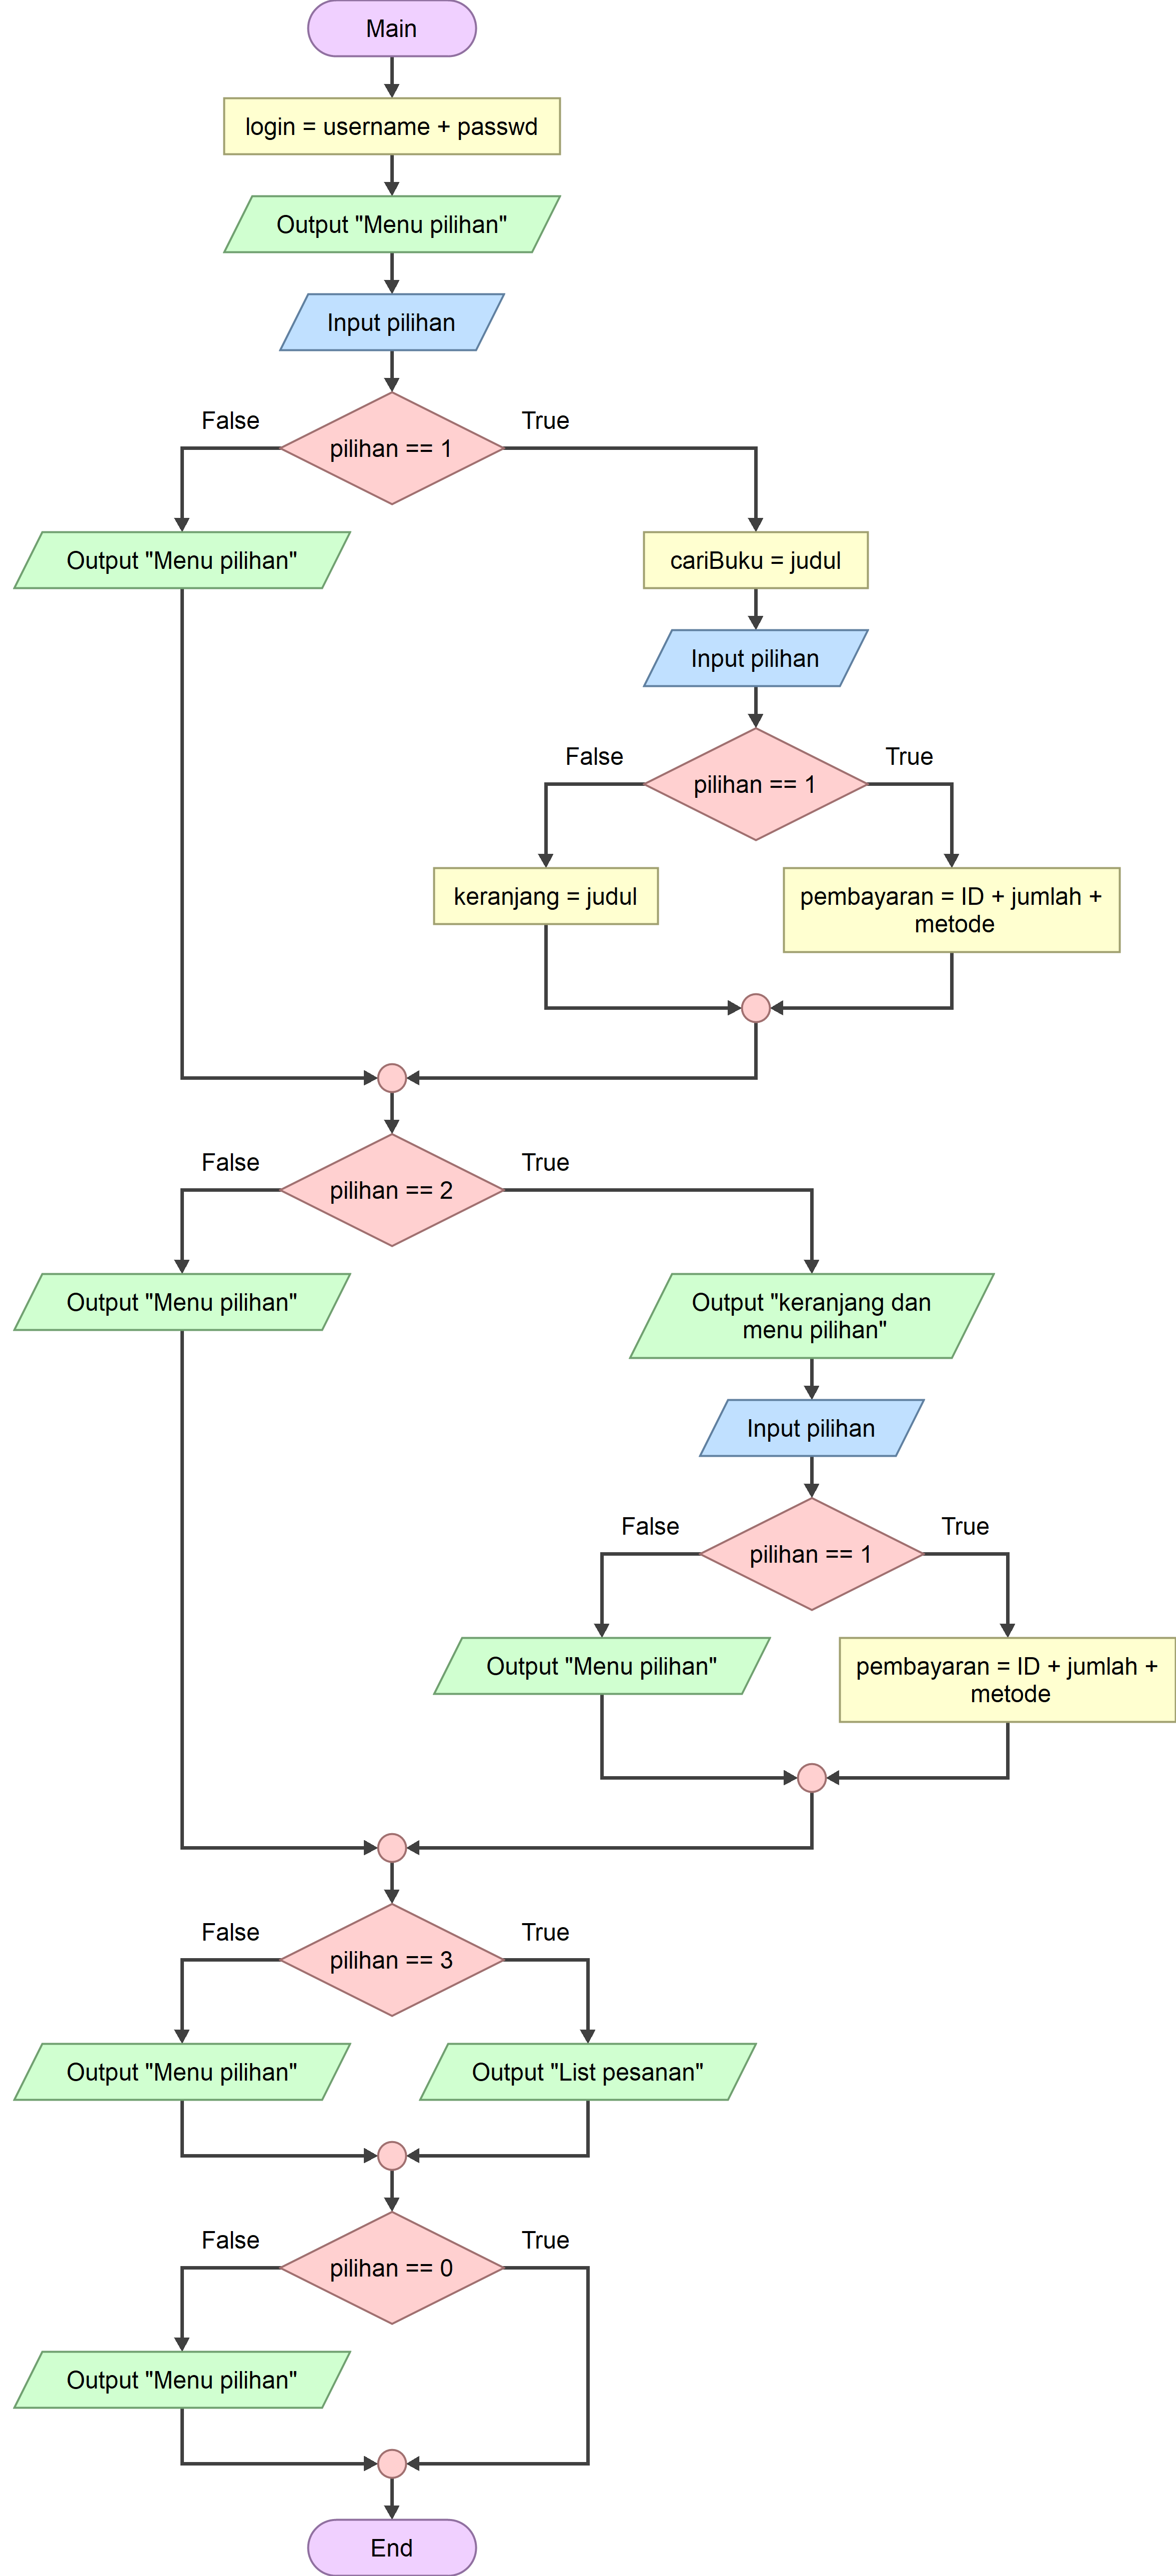 Main
login = username + passwd
Output "Menu pilihan"
Input pilihan
False
True
pilihan == 1
Output "Menu pilihan"
cariBuku = judul
Input pilihan
False
True
pilihan == 1
keranjang = judul
pembayaran = ID + jumlah +
metode
False
True
pilihan == 2
Output "Menu pilihan"
Output "keranjang dan
menu pilihan"
Input pilihan
False
True
pilihan == 1
Output "Menu pilihan"
pembayaran = ID + jumlah +
metode
False
True
pilihan == 3
Output "Menu pilihan"
Output "List pesanan"
False
True
pilihan == 0
Output "Menu pilihan"
End